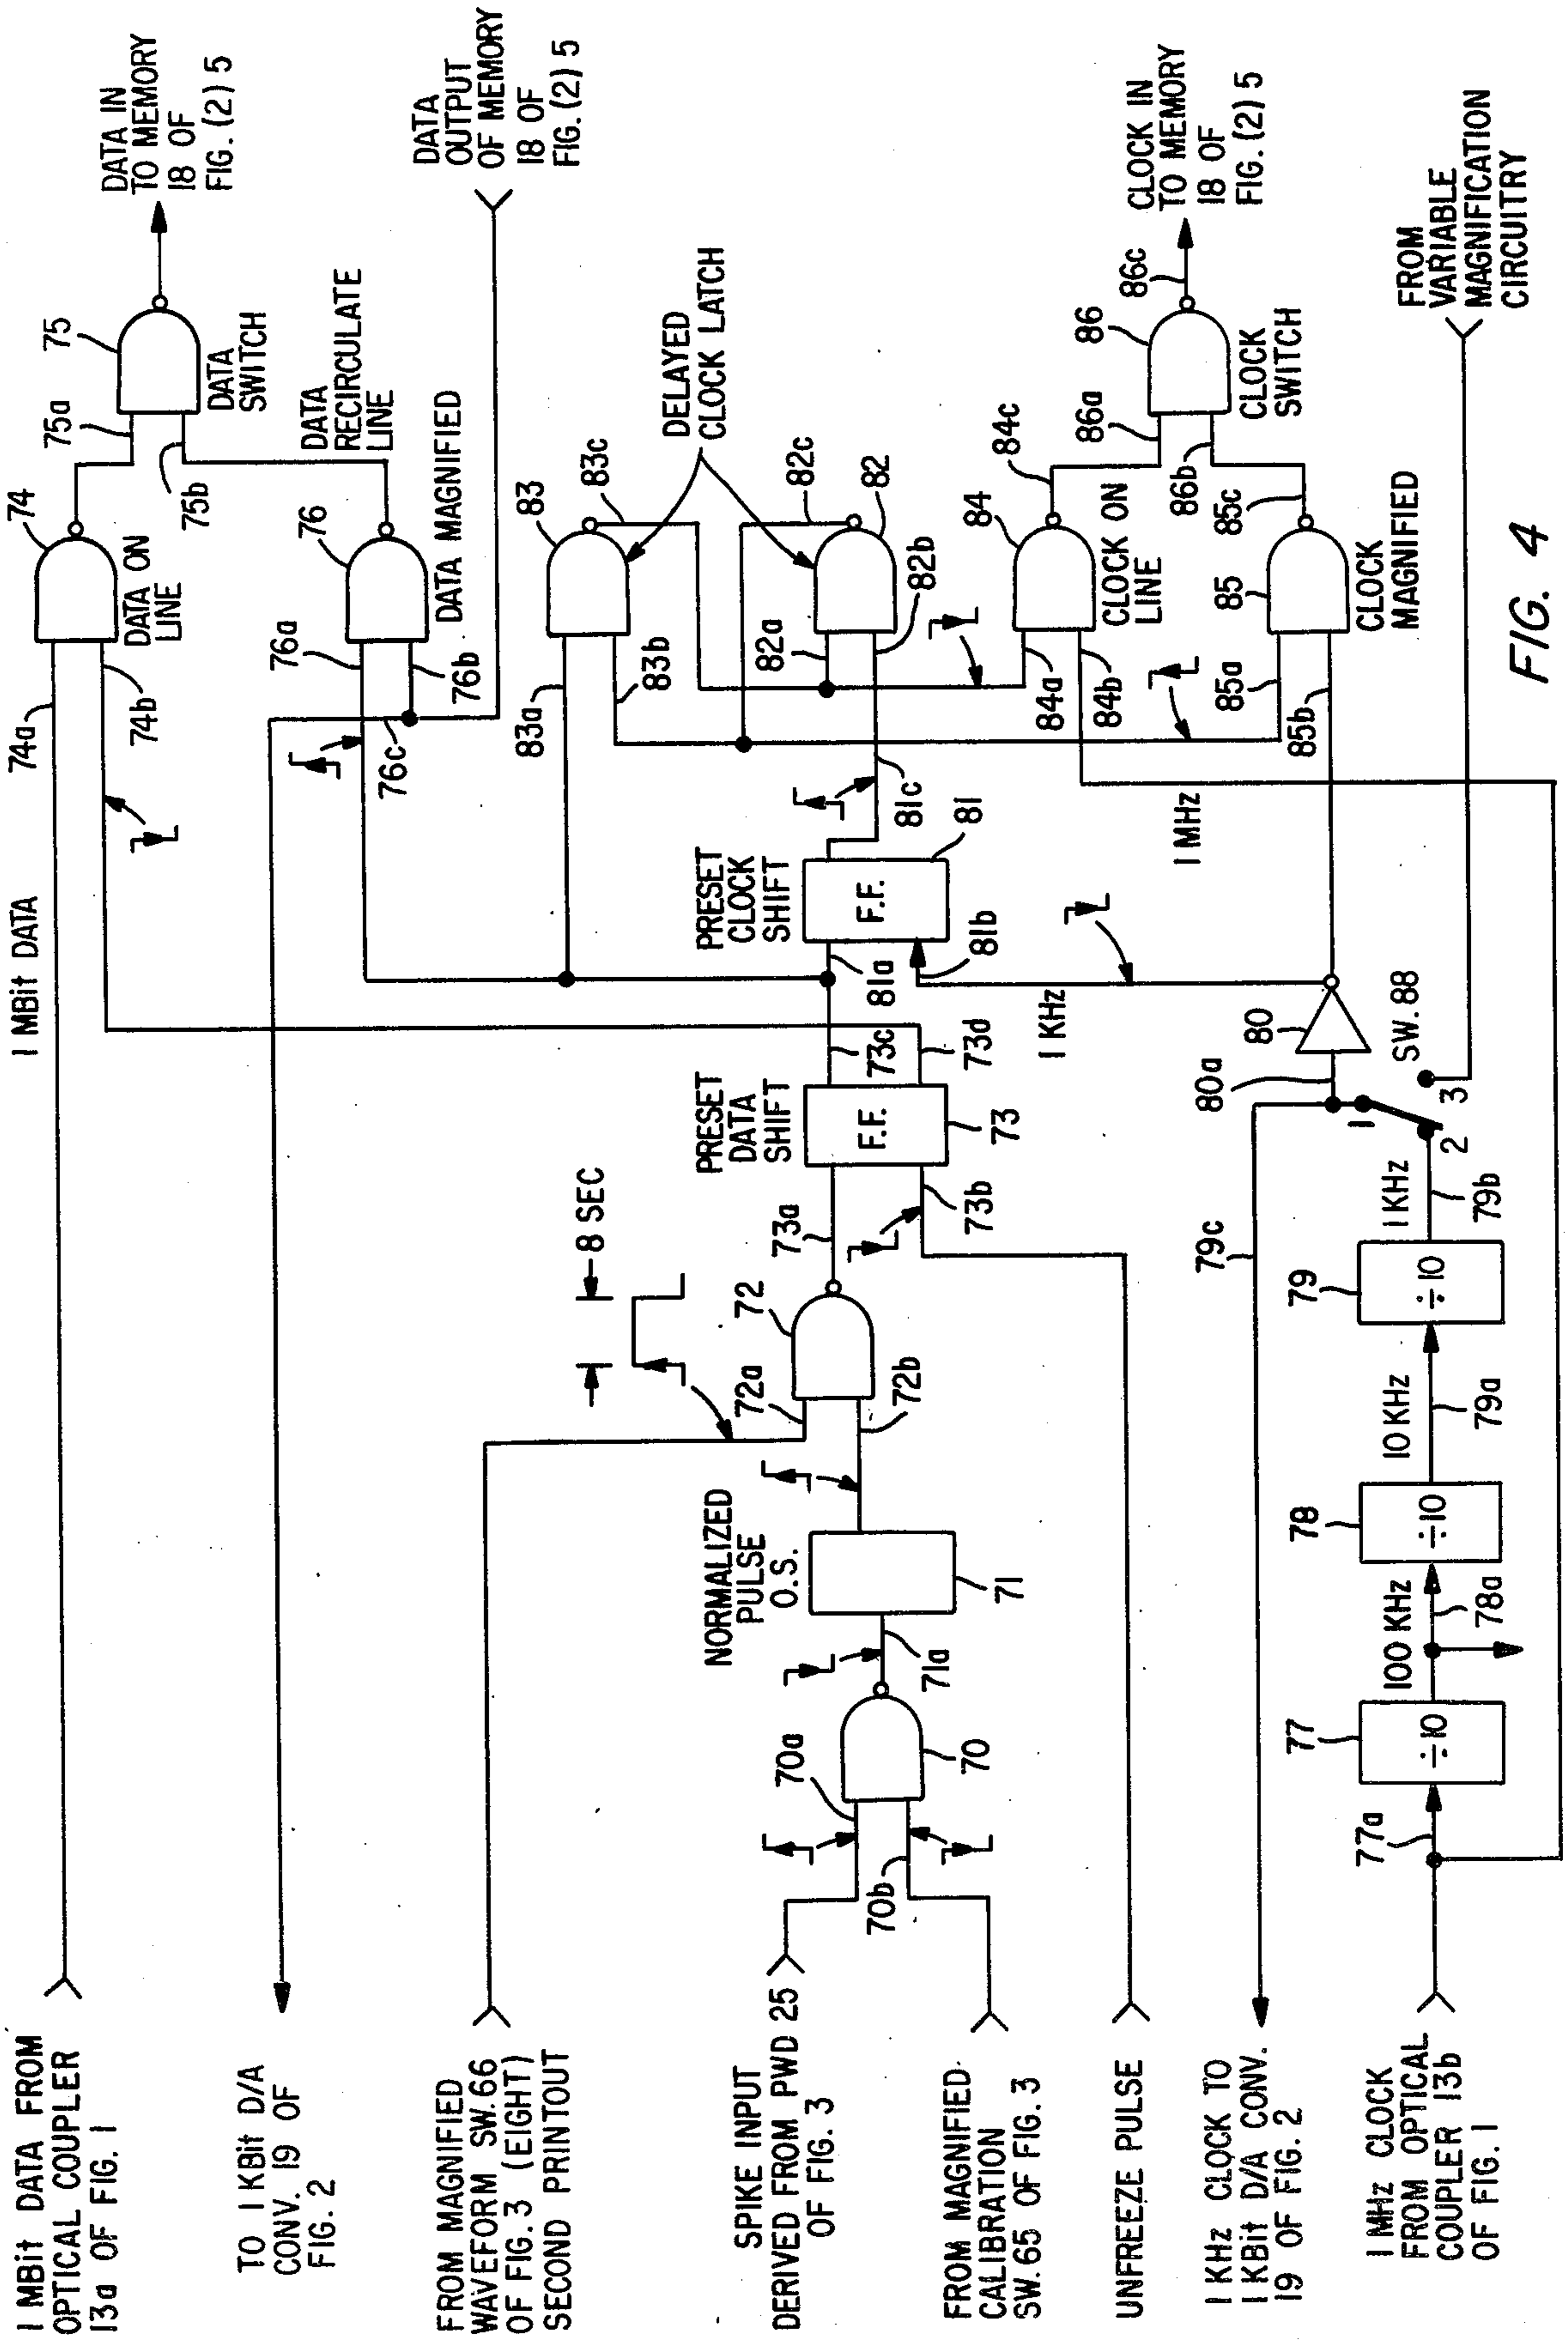 1 MBit DATA FROM
OPTICAL COUPLER
13a OF FIG. 1
1 MBIT DATA
74a
74b
74
DATA ON
LINE
75a
75b
75
DATA
SWITCH
DATA IN
TO MEMORY
18 OF
FIG. (2) 5
TO 1 KBit D/A
CONV. 19 OF
FIG. 2
76a
76b
76c
76
DATA MAGNIFIED
DATA
RECIRCULATE
LINE
DATA
OUTPUT
OF MEMORY
18 OF
FIG. (2) 5
FROM MAGNIFIED
WAVEFORM SW. 66
OF FIG. 3 (EIGHT)
SECOND PRINTOUT
8 SEC
83a
83b
83
83c
DELAYED
CLOCK LATCH
SPIKE INPUT
DERIVED FROM PWD 25
OF FIG. 3
FROM MAGNIFIED
CALIBRATION
SW. 65 OF FIG. 3
70a
70b
70
71a
NORMALIZED
PULSE
O.S.
71
72a
72b
72
73a
73b
PRESET
DATA
SHIFT
F.F.
73
73c
73d
81a
81b
PRESET
CLOCK
SHIFT
F.F.
81
81c
82a
82b
82c
82
UNFREEZE PULSE
84a
84b
84
84c
CLOCK ON
LINE
86a
86b
86
86c
CLOCK
SWITCH
CLOCK IN
TO MEMORY
18 OF
FIG. (2) 5
1 KHz CLOCK TO
1 KBit D/A CONV.
19 OF FIG. 2
79c
80a
80
1 KHz
1 MHz
85a
85b
85
85c
CLOCK
MAGNIFIED
1 MHz CLOCK
FROM OPTICAL
COUPLER 13b
OF FIG. 1
77a
77
÷10
100 KHz
78a
78
÷10
10 KHz
79a
79
÷10
1 KHz
79b
1
2
3
SW. 88
FROM
VARIABLE
MAGNIFICATION
CIRCUITRY
FIG. 4